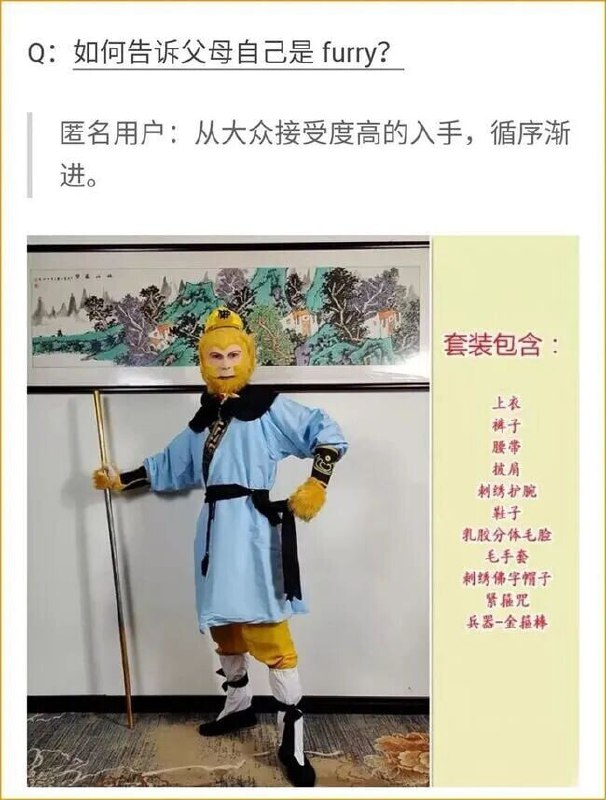 Q：如何告诉父母自己是 furry？
匿名用户：从大众接受度高的入手，循序渐
进。
套装包含：
上衣
裤子
腰带
披肩
刺绣护腕
鞋子
乳胶分体毛脸
毛手套
刺绣佛字帽子
紧箍咒
兵器-金箍棒